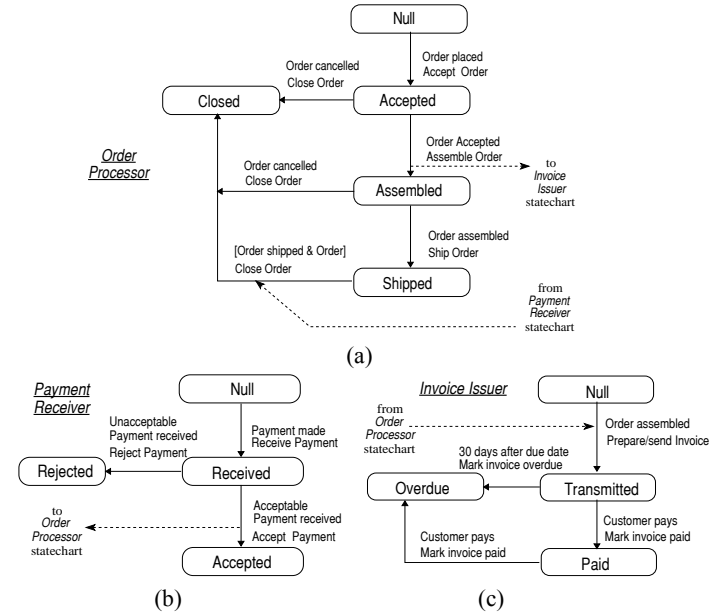 Null
Order placed
Accept Order
Order cancelled
Close Order
Closed
Accepted
Order
Processor
Order Accepted
Assemble Order
to
Invoice
Issuer
statechart
Order cancelled
Close Order
Assembled
Order assembled
Ship Order
[Order shipped & Order]
Close Order
Shipped
from
Payment
Receiver
statechart
(a)
Payment
Receiver
Null
Unacceptable
Payment received
Reject Payment
Payment made
Receive Payment
Rejected
Received
to
Order
Processor
statechart
Acceptable
Payment received
Accept Payment
Accepted
(b)
Invoice Issuer
Null
from
Order
Processor
statechart
Order assembled
Prepare/send Invoice
30 days after due date
Mark invoice overdue
Overdue
Transmitted
Customer pays
Mark invoice paid
Customer pays
Mark invoice paid
Paid
(c)